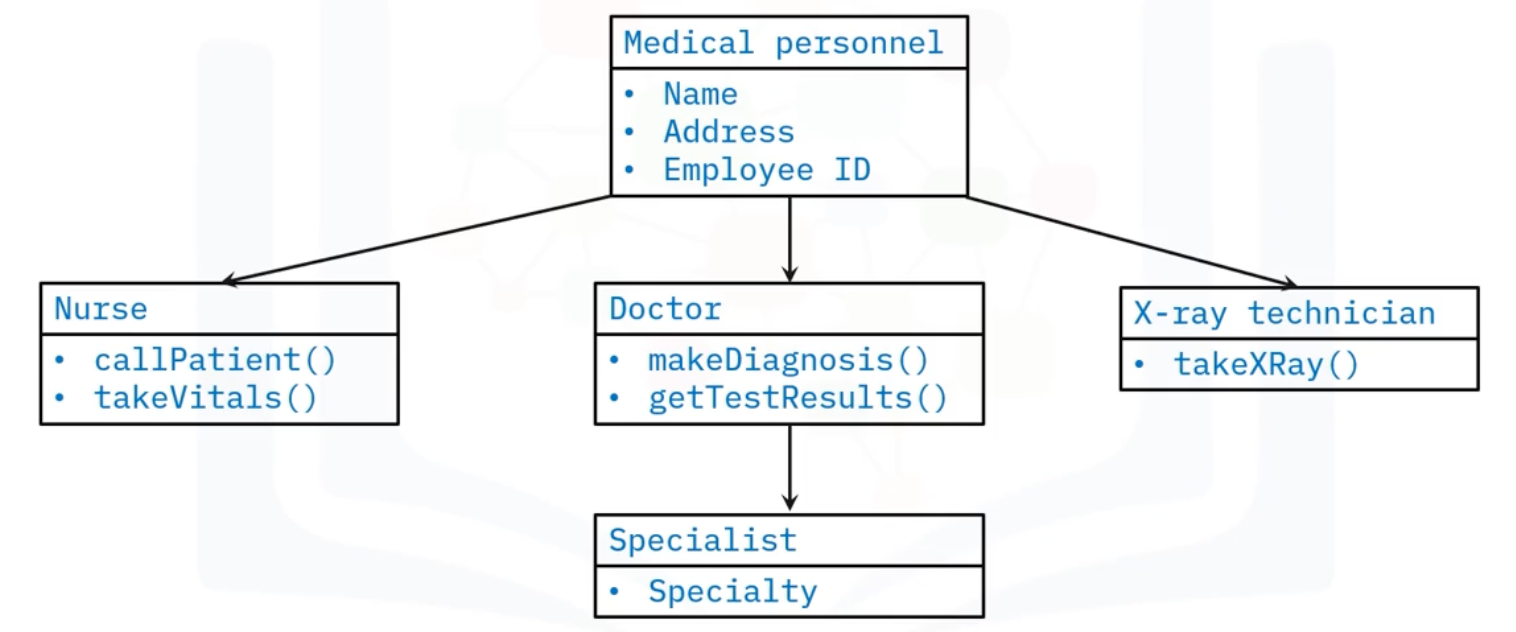 Medical personnel
• Name
• Address
• Employee ID
Nurse
• callPatient()
• takeVitals()
Doctor
• makeDiagnosis()
• getTestResults()
X-ray technician
• takeXRay()
Specialist
• Specialty